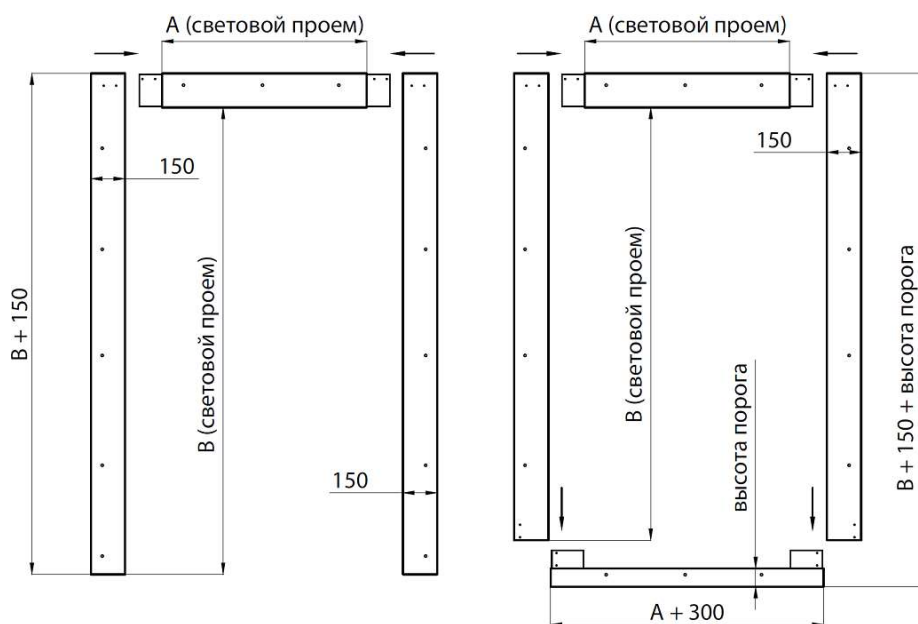 А (световой проем)
150
В + 150
В (световой проем)
150
А (световой проем)
150
В (световой проем)
высота порога
В + 150 + высота порога
А + 300